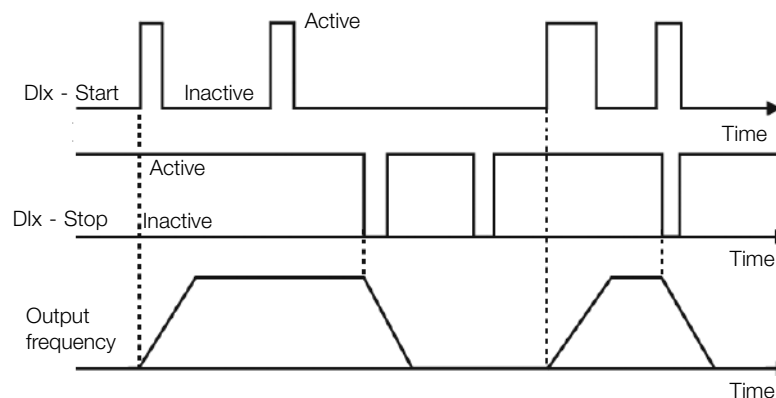 Active
DIx - Start
Inactive
Time
Active
DIx - Stop
Inactive
Time
Output
frequency
Time